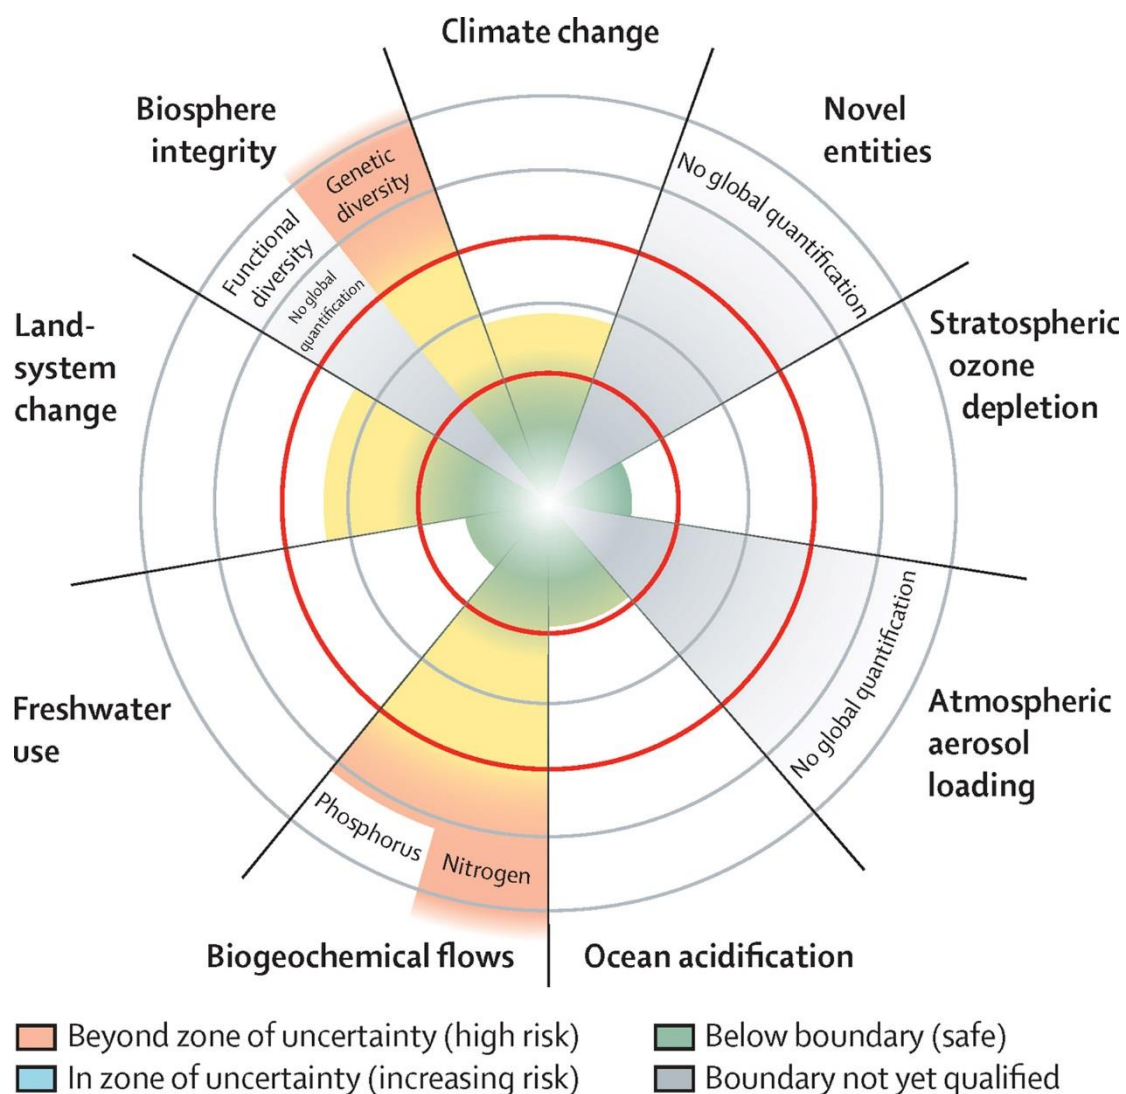 Climate change
Biosphere
integrity
Novel
entities
Genetic
diversity
No global quantification
Functional
diversity
No global
quantification
Land-
system
change
Stratospheric
ozone
depletion
Freshwater
use
No global quantification
Atmospheric
aerosol
loading
Phosphorus
Nitrogen
Biogeochemical flows
Ocean acidification
Beyond zone of uncertainty (high risk)
In zone of uncertainty (increasing risk)
Below boundary (safe)
Boundary not yet qualified